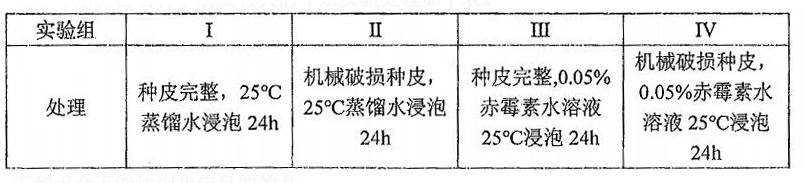 实验组 I II III IV
处理
种皮完整，25℃
蒸馏水浸泡 24h
机械破损种皮，
25℃蒸馏水浸泡
24h
种皮完整,0.05%
赤霉素水溶液
25℃浸泡 24h
机械破损种皮，
0.05%赤霉素水
溶液 25℃浸泡
24h